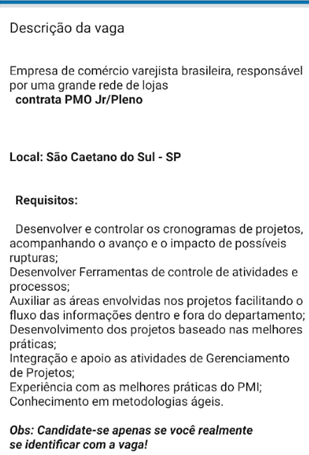 Descrição da vaga
Empresa de comércio varejista brasileira, responsável
por uma grande rede de lojas
contrata PMO Jr/Pleno
Local: São Caetano do Sul - SP
Requisitos:
Desenvolver e controlar os cronogramas de projetos,
acompanhando o avanço e o impacto de possíveis
rupturas;
Desenvolver Ferramentas de controle de atividades e
processos;
Auxiliar as áreas envolvidas nos projetos facilitando o
fluxo das informações dentro e fora do departamento;
Desenvolvimento dos projetos baseado nas melhores
práticas;
Integração e apoio as atividades de Gerenciamento
de Projetos;
Experiência com as melhores práticas do PMI;
Conhecimento em metodologias ágeis.
Obs: Candidate-se apenas se você realmente
se identificar com a vaga!